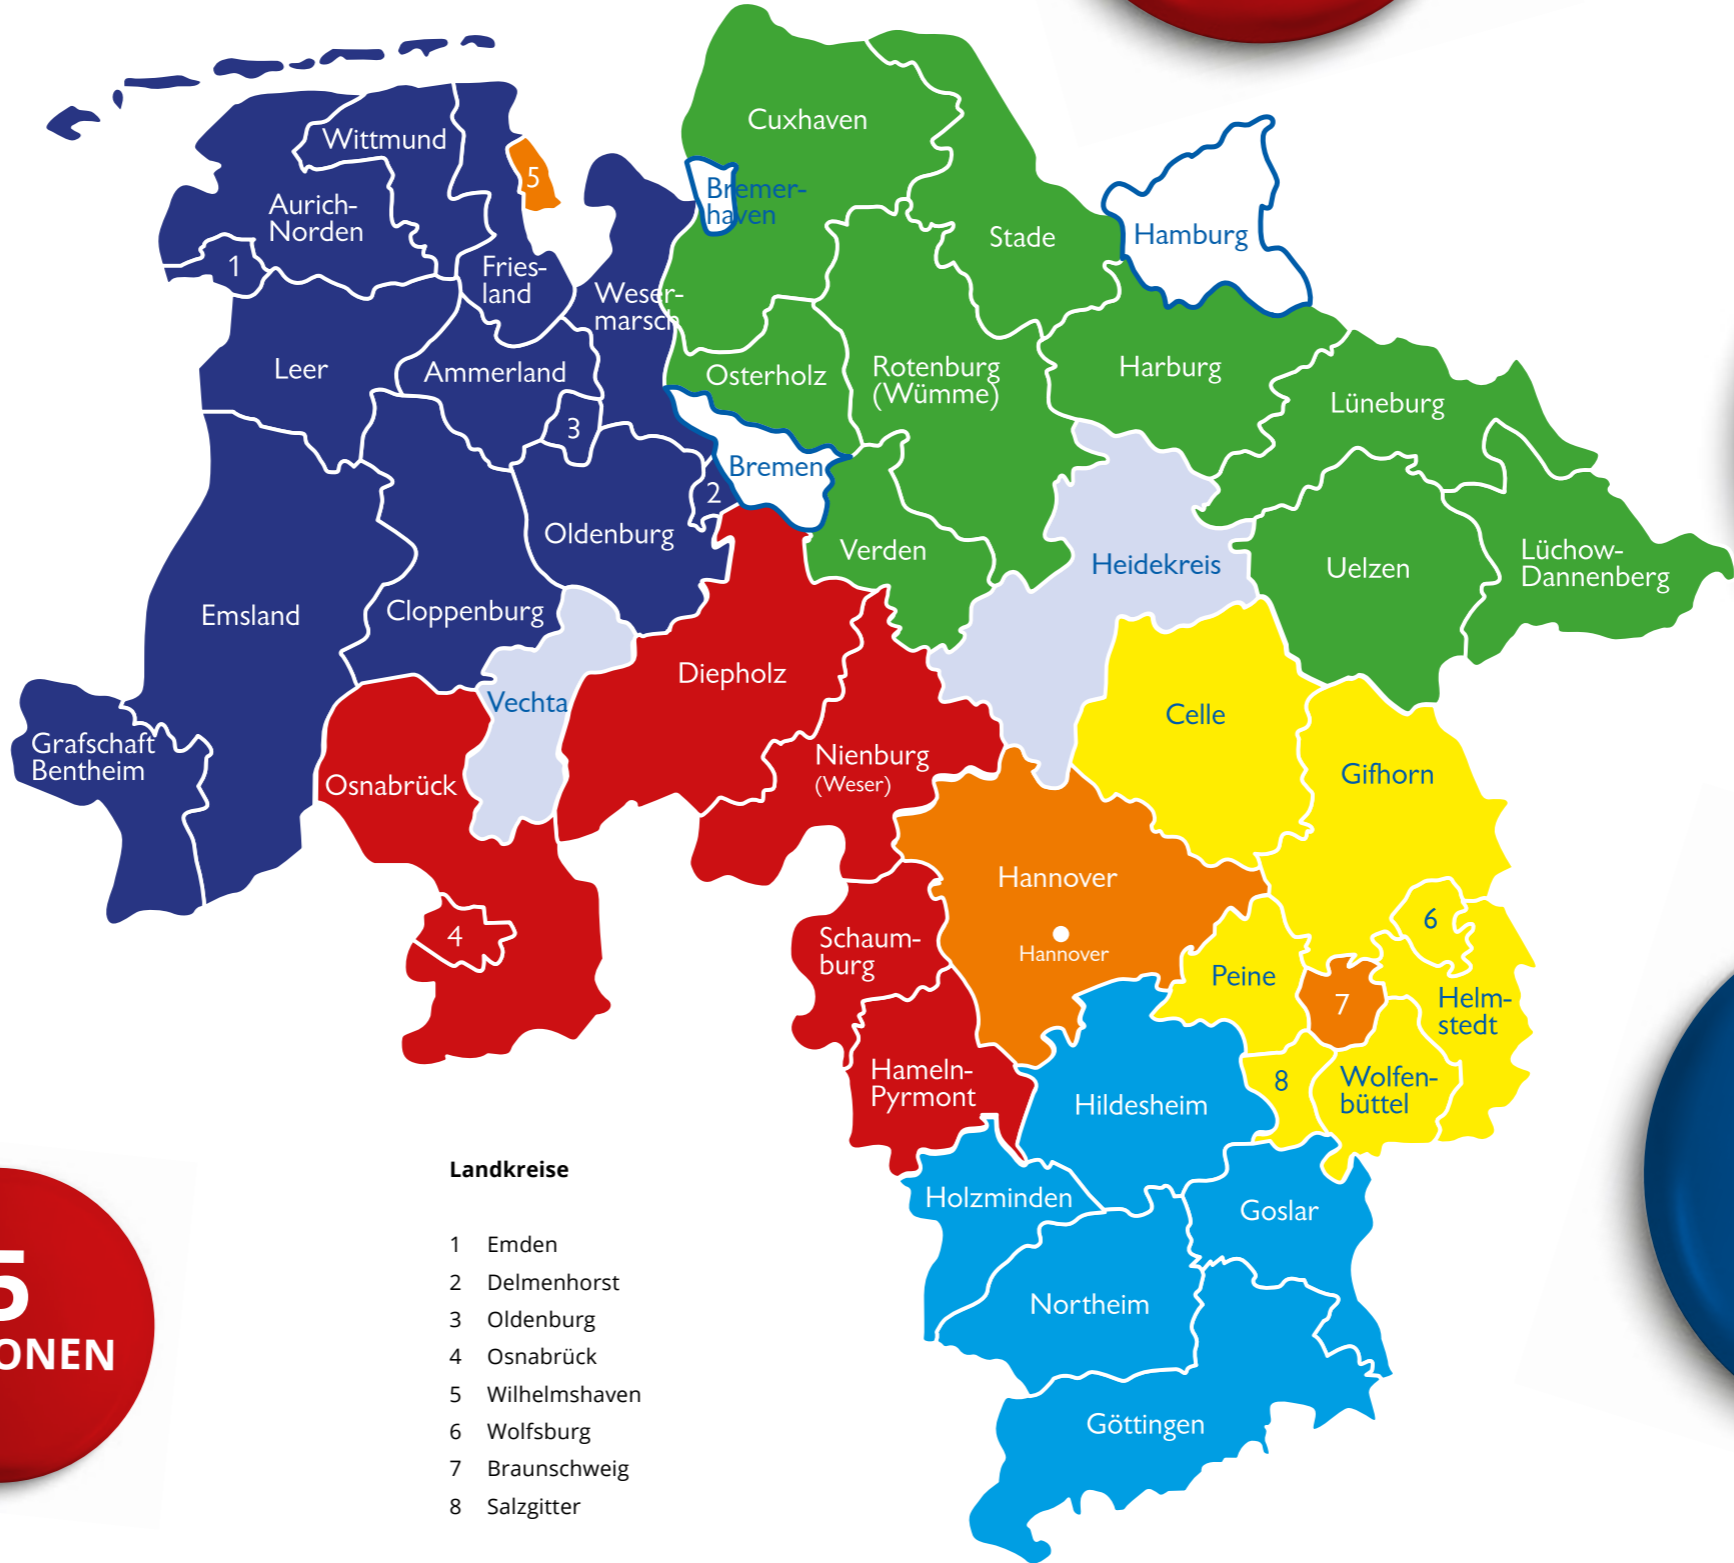 Cuxhaven
Wittmund
5
Bremer-
haven
Aurich-
Norden
Stade
Hamburg
1
Fries-
land
Weser-
marsch
Leer
Ammerland
Osterholz
Rotenburg
(Wümme)
Harburg
Lüneburg
3
Bremen
2
Oldenburg
Verden
Heidekreis
Uelzen
Lüchow-
Dannenberg
Emsland
Cloppenburg
Diepholz
Vechta
Celle
Grafschaft
Bentheim
Osnabrück
Nienburg
(Weser)
Gifhorn
Hannover
Hannover
4
Schaum-
burg
6
Peine
7
Helm-
stedt
Hameln-
Pyrmont
Hildesheim
8
Wolfen-
büttel
Holzminden
Goslar
Northeim
Göttingen
Landkreise
1 Emden
2 Delmenhorst
3 Oldenburg
4 Osnabrück
5 Wilhelmshaven
6 Wolfsburg
7 Braunschweig
8 Salzgitter
5
ONEN